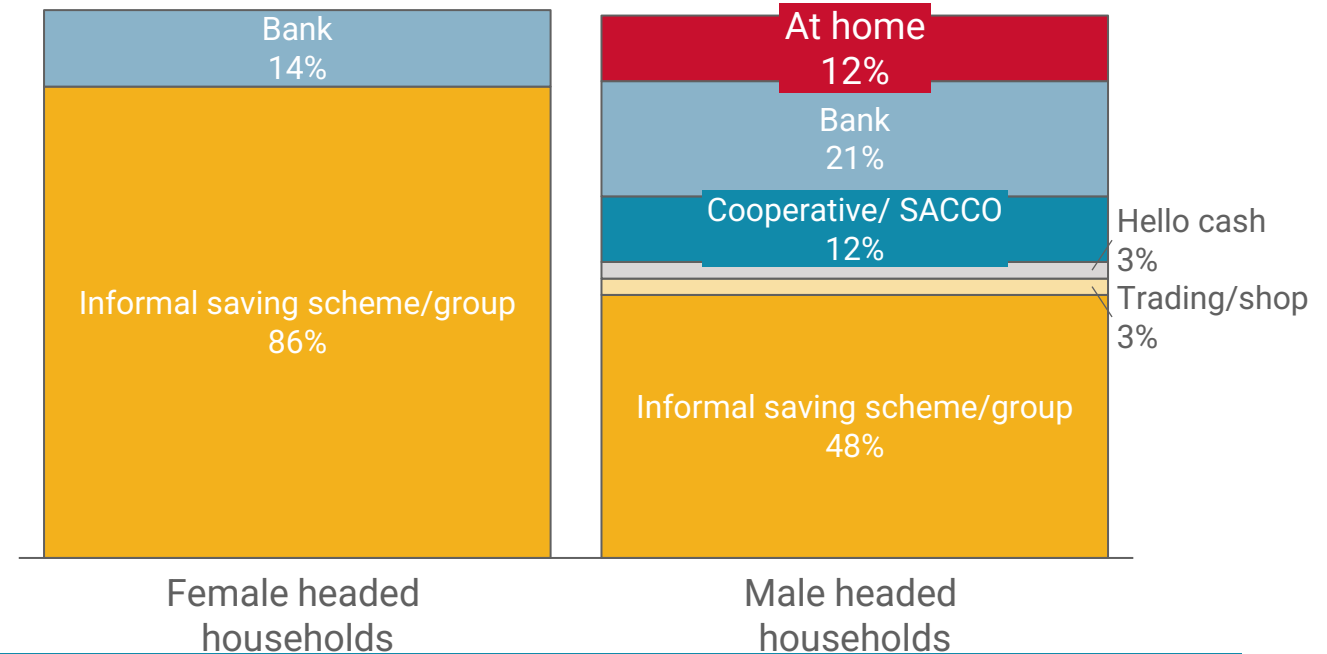 Bank
14%
Informal saving scheme/group
86%
Female headed
households
At home
12%
Bank
21%
Cooperative/ SACCO
12%
Hello cash
3%
Trading/shop
3%
Informal saving scheme/group
48%
Male headed
households